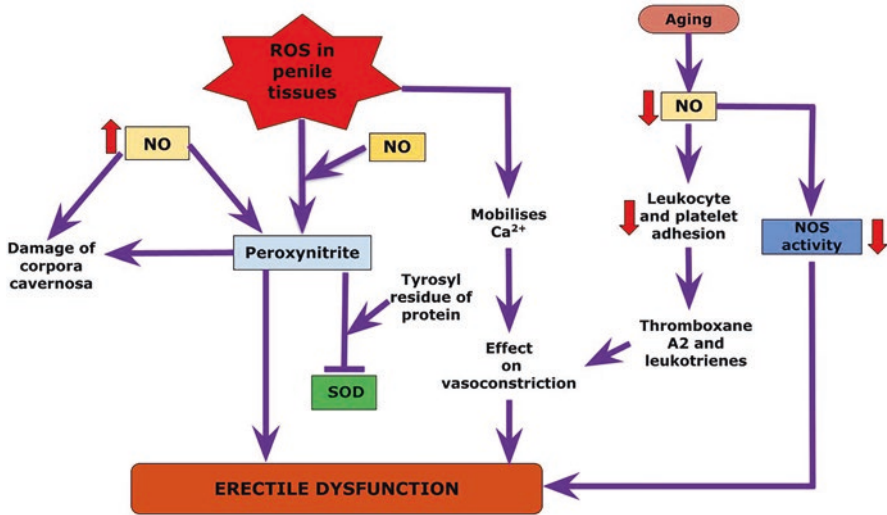 ROS in
penile
tissues
Aging
NO
NO
NO
Leukocyte
and platelet
adhesion
Mobilises
Ca²⁺
NOS
activity
Damage of
corpora
cavernosa
Peroxynitrite
Tyrosyl
residue of
protein
Thromboxane
A2 and
leukotrienes
Effect
on
vasoconstriction
SOD
ERECTILE DYSFUNCTION